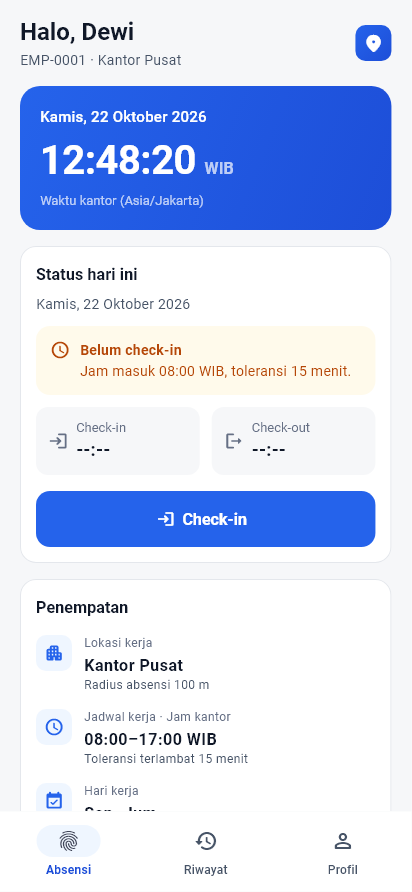 Halo, Dewi
EMP-0001 · Kantor Pusat
Kamis, 22 Oktober 2026
12:48:20 WIB
Waktu kantor (Asia/Jakarta)
Status hari ini
Kamis, 22 Oktober 2026
Belum check-in
Jam masuk 08:00 WIB, toleransi 15 menit.
Check-in
--:--
Check-out
--:--
Check-in
Penempatan
Lokasi kerja
Kantor Pusat
Radius absensi 100 m
Jadwal kerja · Jam kantor
08:00–17:00 WIB
Toleransi terlambat 15 menit
Hari kerja
Absensi
Riwayat
Profil